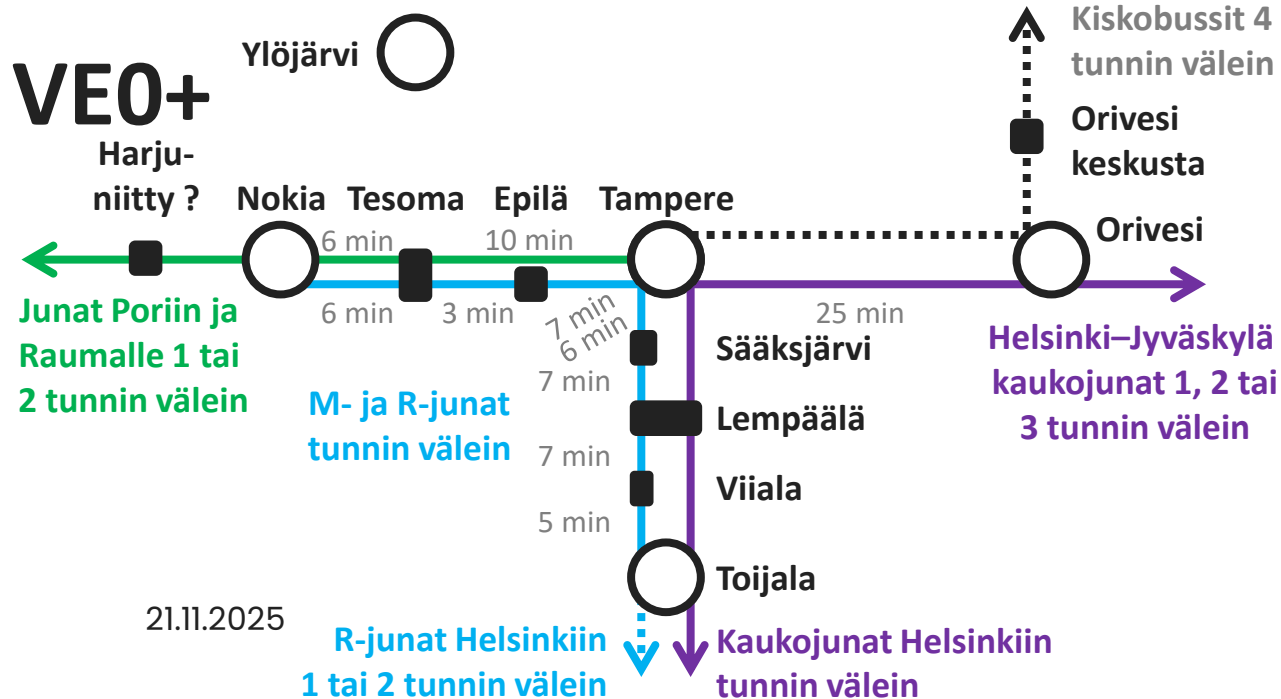 VE0+
Ylöjärvi
Kiskobussit 4
tunnin välein
Orivesi
keskusta
Harju-
niitty ?
Nokia
Tesoma
Epilä
Tampere
Orivesi
6 min
10 min
6 min
3 min
7 min
6 min
25 min
Junat Poriin ja
Raumalle 1 tai
2 tunnin välein
M- ja R-junat
tunnin välein
Helsinki–Jyväskylä
kaukojunat 1, 2 tai
3 tunnin välein
Sääksjärvi
7 min
Lempäälä
7 min
Viiala
5 min
Toijala
21.11.2025
R-junat Helsinkiin
1 tai 2 tunnin välein
Kaukojunat Helsinkiin
tunnin välein